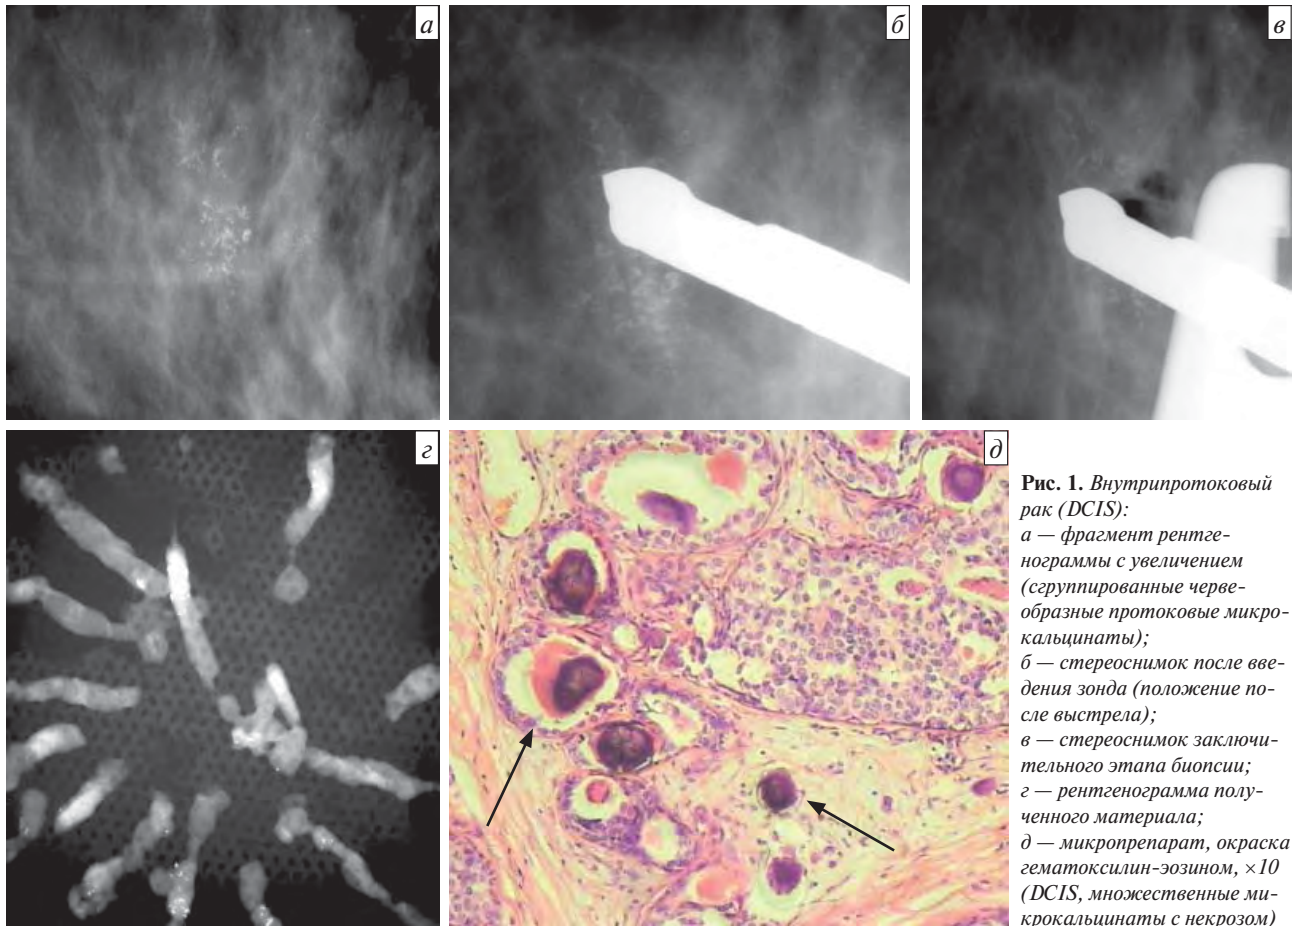 а
б
в
г
д
Рис. 1. Внутрипротоковый
рак (DCIS):
а — фрагмент рентге-
нограммы с увеличением
(сгруппированные черве-
образные протоковые микро-
кальцинаты);
б — стереоснимок после вве-
дения зонда (положение по-
сле выстрела);
в — стереоснимок заключи-
тельного этапа биопсии;
г — рентгенограмма полу-
ченного материала;
д — микропрепарат, окраска
гематоксилин-эозином, ×10
(DCIS, множественные ми-
крокальцинаты с некрозом)